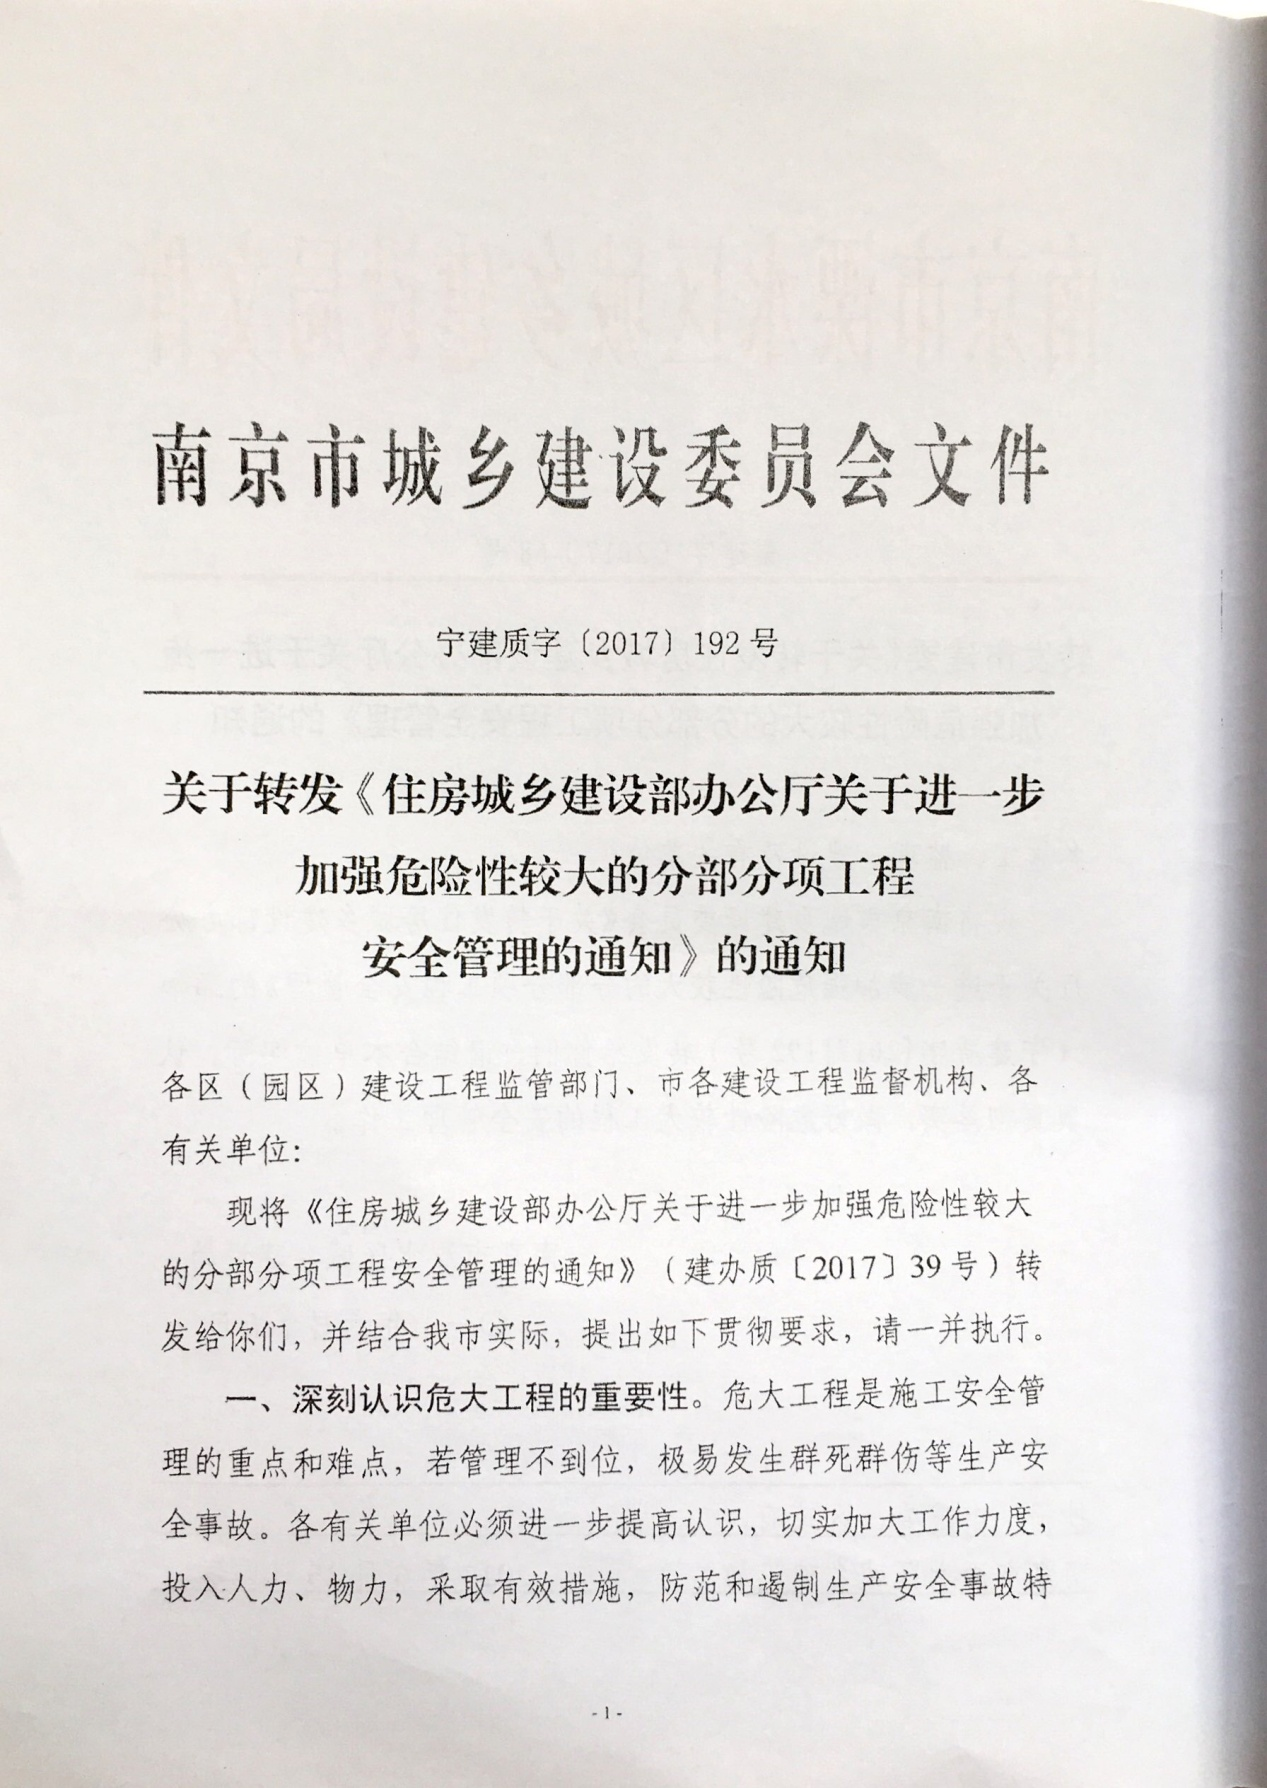 南京市城乡建设委员会文件
宁建质字〔2017〕192号
关于转发《住房城乡建设部办公厅关于进一步
加强危险性较大的分部分项工程
安全管理的通知》的通知
各区(园区)建设工程监管部门、市各建设工程监督机构、各
有关单位:
现将《住房城乡建设部办公厅关于进一步加强危险性较大
的分部分项工程安全管理的通知》(建办质〔2017〕39号)转
发给你们,并结合我市实际,提出如下贯彻要求,请一并执行。
一、深刻认识危大工程的重要性。危大工程是施工安全管
理的重点和难点,若管理不到位,极易发生群死群伤等生产安
全事故。各有关单位必须进一步提高认识,切实加大工作力度,
投入人力、物力,采取有效措施,防范和遏制生产安全事故特
- 1 -